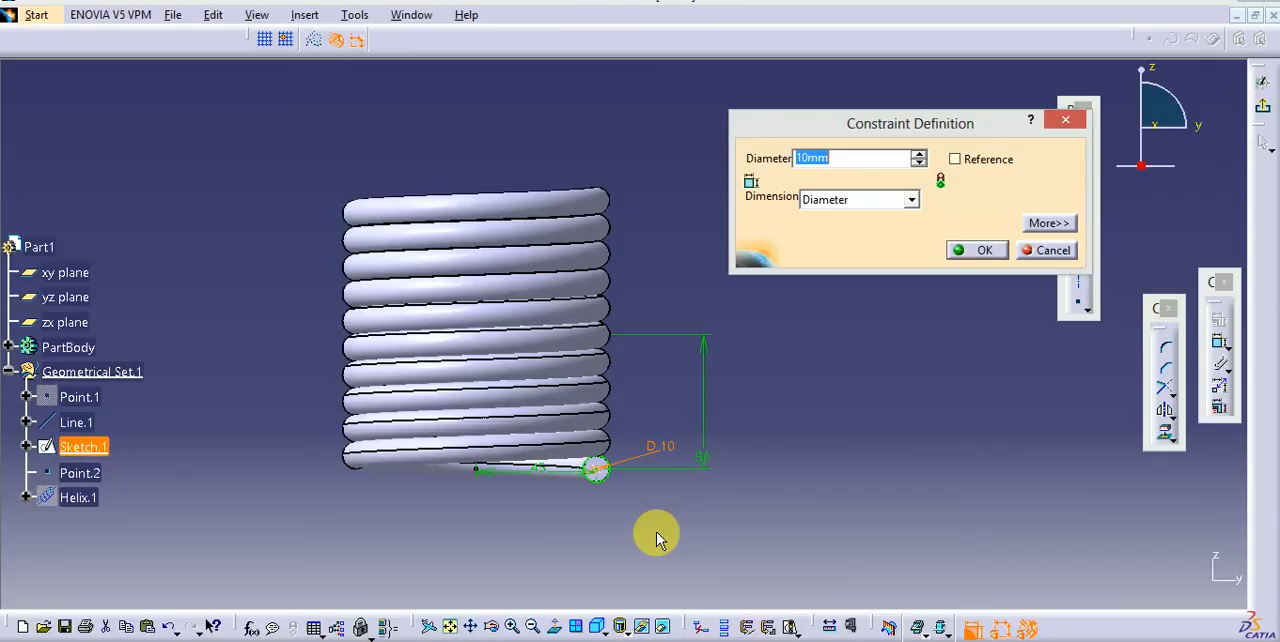 Start ENOVIA V5 VPM File Edit View Insert Tools Window Help
z
x y
Constraint Definition ?
Diameter 10mm Reference
Dimension Diameter
More>>
OK Cancel
Part1
xy plane
yz plane
zx plane
PartBody
Geometrical Set.1
Point.1
Line.1
Sketch.1
Point.2
Helix.1
D 10
45
C
C
z
y
f(x)
CATIA